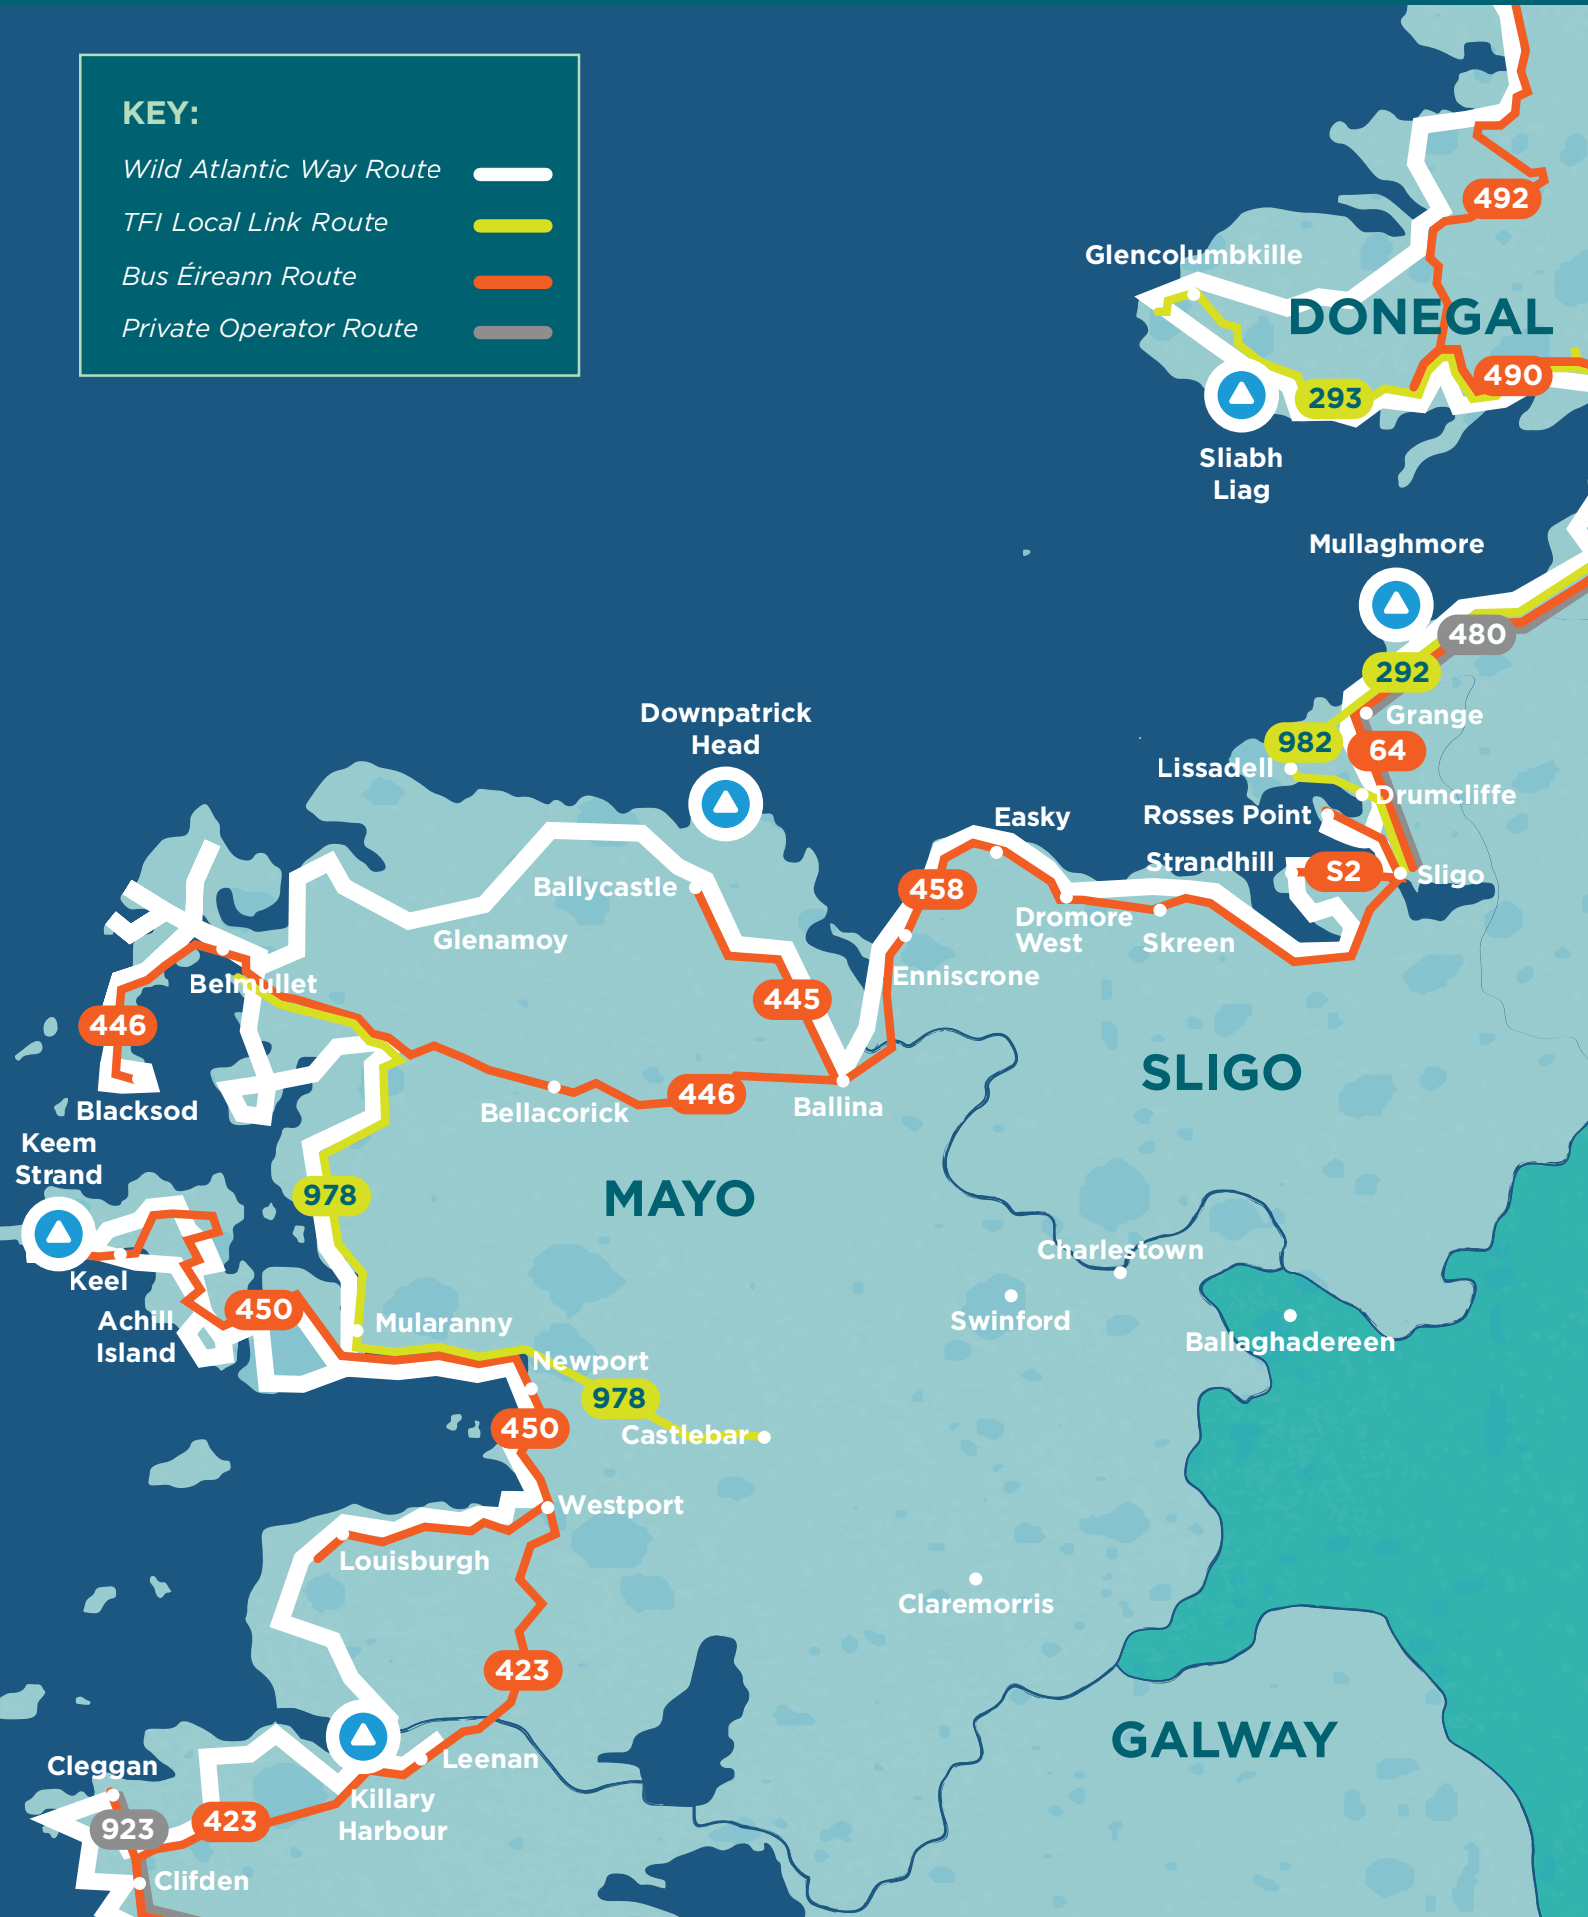 KEY:
Wild Atlantic Way Route
TFI Local Link Route
Bus Éireann Route
Private Operator Route
492
Glencolumbkille
DONEGAL
490
293
Sliabh
Liag
Mullaghmore
480
292
Grange
982
64
Lissadell
Drumcliffe
Rosses Point
Strandhill
S2
Sligo
Downpatrick
Head
Easky
Ballycastle
458
Dromore
West
Skreen
Glenamoy
Enniscrone
Belmullet
445
446
SLIGO
446
Ballina
Blacksod
Bellacorick
Keem
Strand
978
MAYO
Charlestown
Keel
450
Achill
Island
Mularanny
Swinford
Ballaghadereen
Newport
978
450
Castlebar
Westport
Louisburgh
Claremorris
423
GALWAY
Cleggan
Leenan
Killary
Harbour
923
423
Clifden